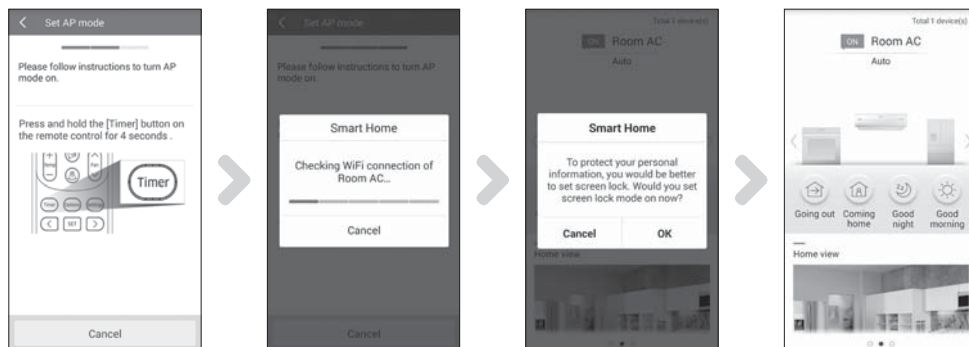 Set AP mode
Please follow instructions to turn AP
mode on.
Press and hold the [Timer] button on
the remote control for 4 seconds .
Temp
Fan
Timer
Timer
SET
Cancel
Set AP mode
Please follow instructions to turn AP
mode on.
Smart Home
Checking WiFi connection of
Room AC...
Cancel
Cancel
Total 1 device(s)
ON Room AC
Auto
Smart Home
To protect your personal
information, you would be better
to set screen lock. Would you set
screen lock mode on now?
Cancel OK
Home view
Total 1 device(s)
ON Room AC
Auto
Going out
Coming
home
Good
night
Good
morning
Home view